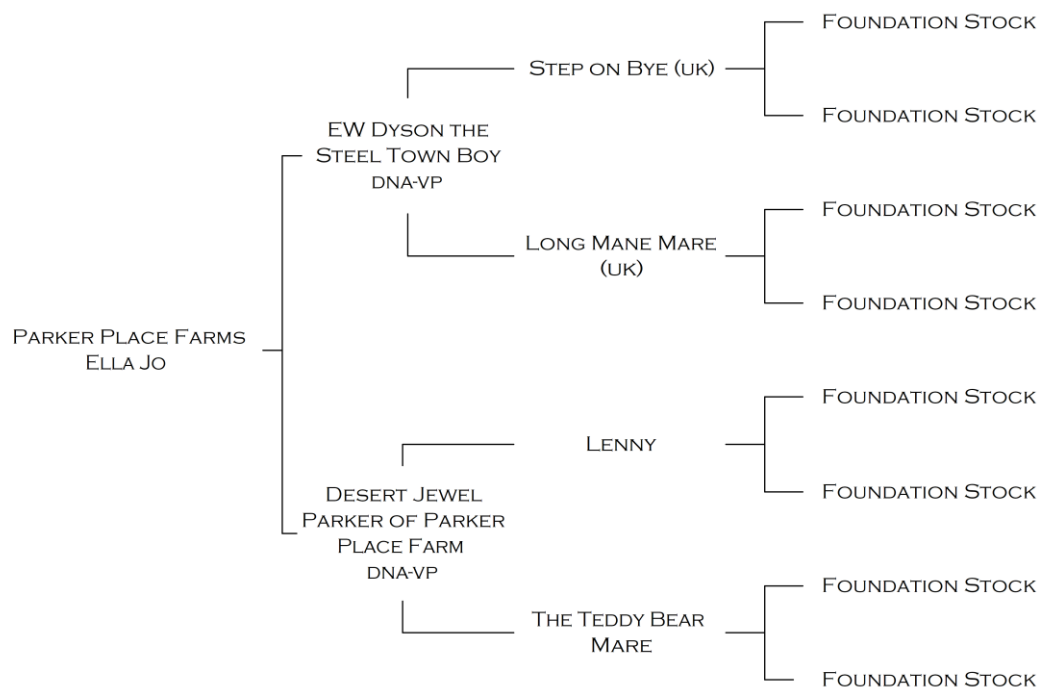 Foundation Stock
Step on Bye (UK)
Foundation Stock
EW Dyson the
Steel Town Boy
DNA-VP
Foundation Stock
Long Mane Mare
(UK)
Foundation Stock
Parker Place Farms
Ella Jo
Foundation Stock
Lenny
Foundation Stock
Desert Jewel
Parker of Parker
Place Farm
DNA-VP
Foundation Stock
The Teddy Bear
Mare
Foundation Stock